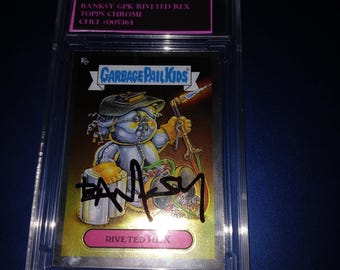 BANKSY GPK RIVETED REX
TOPPS CHROME
CERT #005364
GARBAGE PAIL KIDS
BANKSY
RIVETED REX